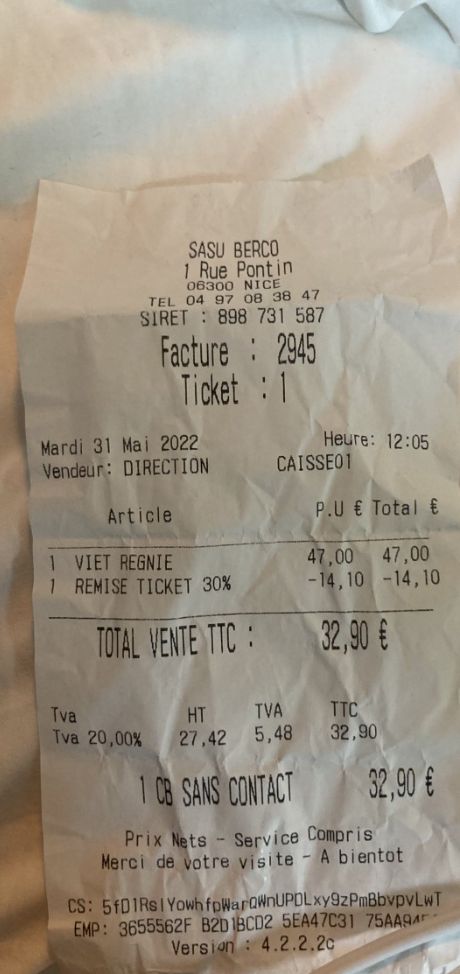 SASU BERCO
1 Rue Pontin
06300 NICE
TEL 04 97 08 38 47
SIRET : 898 731 587
Facture : 2945
Ticket : 1
Mardi 31 Mai 2022 Heure: 12:05
Vendeur: DIRECTION CAISSE01
Article P.U € Total €
1 VIET REGNIE 47,00 47,00
1 REMISE TICKET 30% -14,10 -14,10
TOTAL VENTE TTC : 32,90 €
Tva HT TVA TTC
Tva 20,00% 27,42 5,48 32,90
1 CB SANS CONTACT 32,90 €
Prix Nets - Service Compris
Merci de votre visite - A bientot
CS:
EMP: 3655562F B2D1BCD2 5EA47C31
Version : 4.2.2.2c